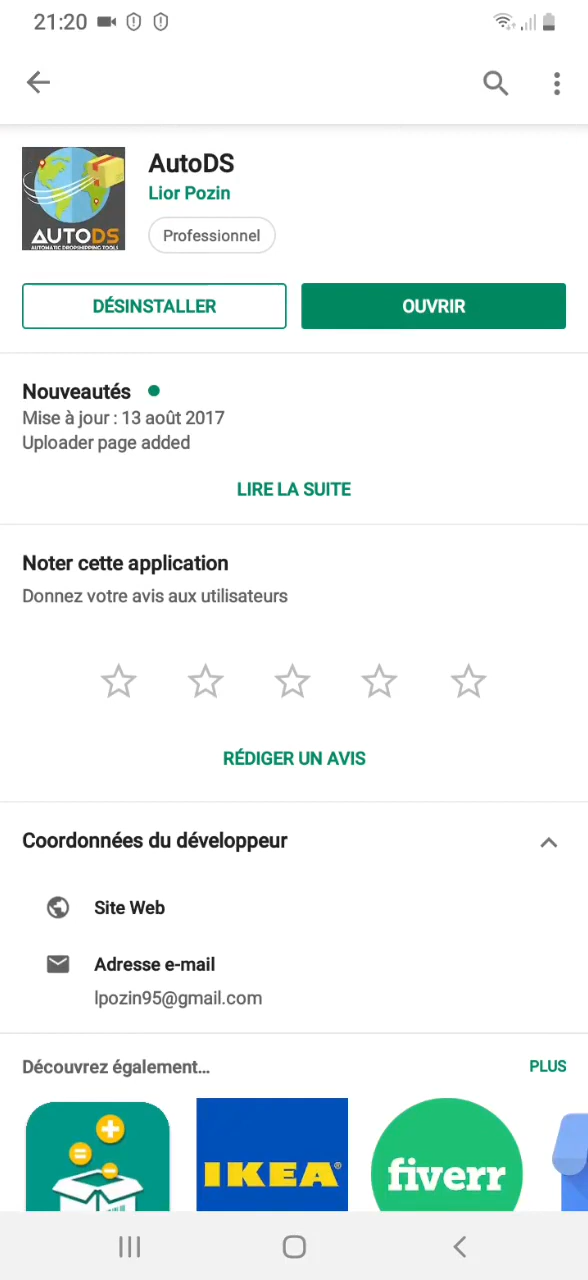 21:20
AutoDS
Lior Pozin
AUTODS
AUTOMATIC DROPSHIPPING TOOLS
Professionnel
DÉSINSTALLER
OUVRIR
Nouveautés
Mise à jour : 13 août 2017
Uploader page added
LIRE LA SUITE
Noter cette application
Donnez votre avis aux utilisateurs
RÉDIGER UN AVIS
Coordonnées du développeur
Site Web
Adresse e-mail
lpozin95@gmail.com
Découvrez également...
PLUS
IKEA®
fiverr